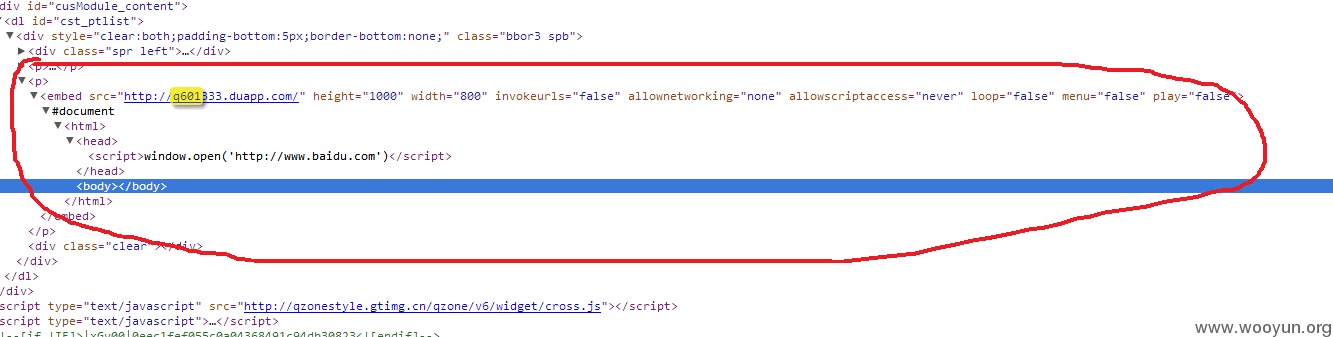 div id="cusModule_content">
<dl id="cst_ptlist">
▼<div style="clear:both;padding-bottom:5px;border-bottom:none;" class="bbor3 spb">
▶<div class="spr left">…</div>
<p>…</p>
▼<p>
▼<embed src="http://q601333.duapp.com/" height="1000" width="800" invokeurls="false" allownetworking="none" allowscriptaccess="never" loop="false" menu="false" play="false">
▼#document
▼<html>
▼<head>
<script>window.open('http://www.baidu.com')</script>
</head>
<body></body>
</html>
</embed>
</p>
<div class="clear"></div>
</div>
</dl>
/div>
script type="text/javascript" src="http://qzonestyle.gtimg.cn/qzone/v6/widget/cross.js"></script>
script type="text/javascript">…</script>
www.wooyun.org